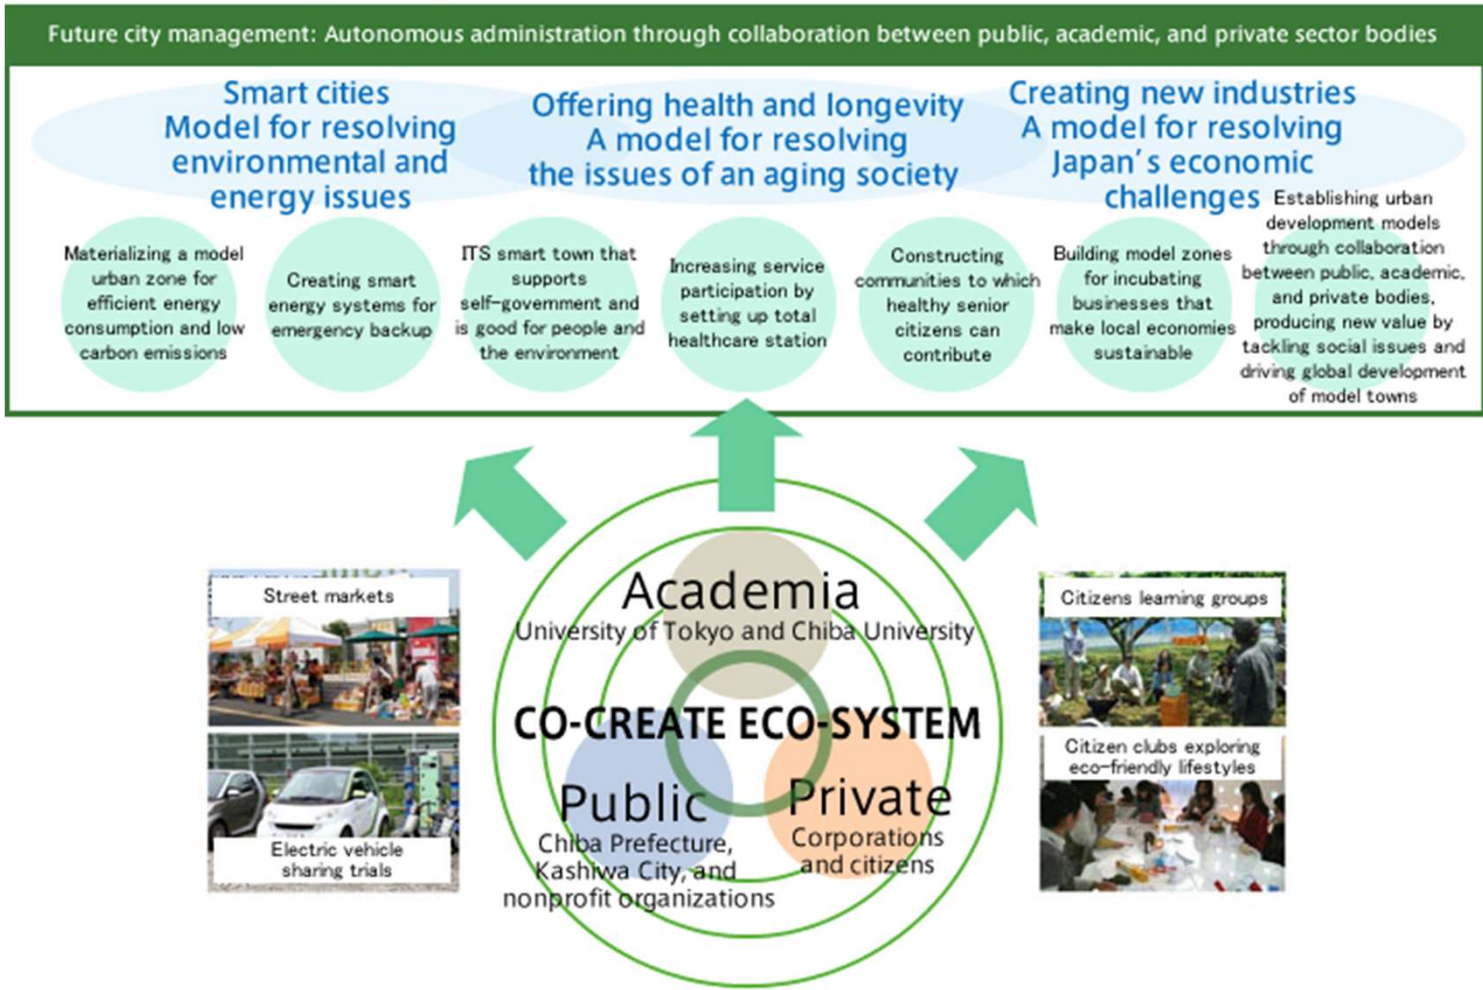 Future city management: Autonomous administration through collaboration between public, academic, and private sector bodies
Smart cities
Model for resolving
environmental and
energy issues
Offering health and longevity
A model for resolving
the issues of an aging society
Creating new industries
A model for resolving
Japan's economic
challenges
Materializing a model
urban zone for
efficient energy
consumption and low
carbon emissions
Creating smart
energy systems for
emergency backup
ITS smart town that
supports
self-government and
is good for people and
the environment
Increasing service
participation by
setting up total
healthcare station
Constructing
communities to which
healthy senior
citizens can
contribute
Building model zones
for incubating
businesses that
make local economies
sustainable
Establishing urban
development models
through collaboration
between public, academic,
and private bodies,
producing new value by
tackling social issues and
driving global development
of model towns
Street markets
Electric vehicle
sharing trials
Academia
University of Tokyo and Chiba University
CO-CREATE ECO-SYSTEM
Public
Chiba Prefecture,
Kashiwa City, and
nonprofit organizations
Private
Corporations
and citizens
Citizens learning groups
Citizen clubs exploring
eco-friendly lifestyles